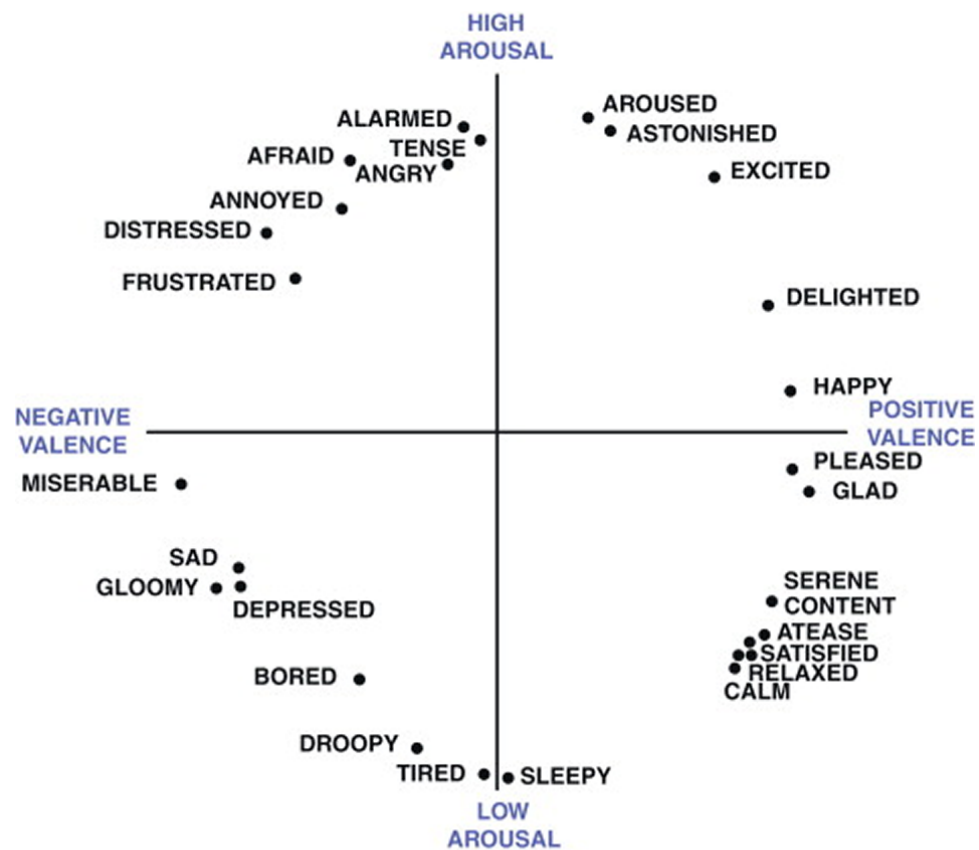 HIGH
AROUSAL
AROUSED
ALARMED
ASTONISHED
TENSE
AFRAID
EXCITED
ANGRY
ANNOYED
DISTRESSED
FRUSTRATED
DELIGHTED
HAPPY
NEGATIVE
VALENCE
POSITIVE
VALENCE
PLEASED
MISERABLE
GLAD
SAD
SERENE
GLOOMY
CONTENT
DEPRESSED
ATEASE
SATISFIED
RELAXED
BORED
CALM
DROOPY
TIRED
SLEEPY
LOW
AROUSAL